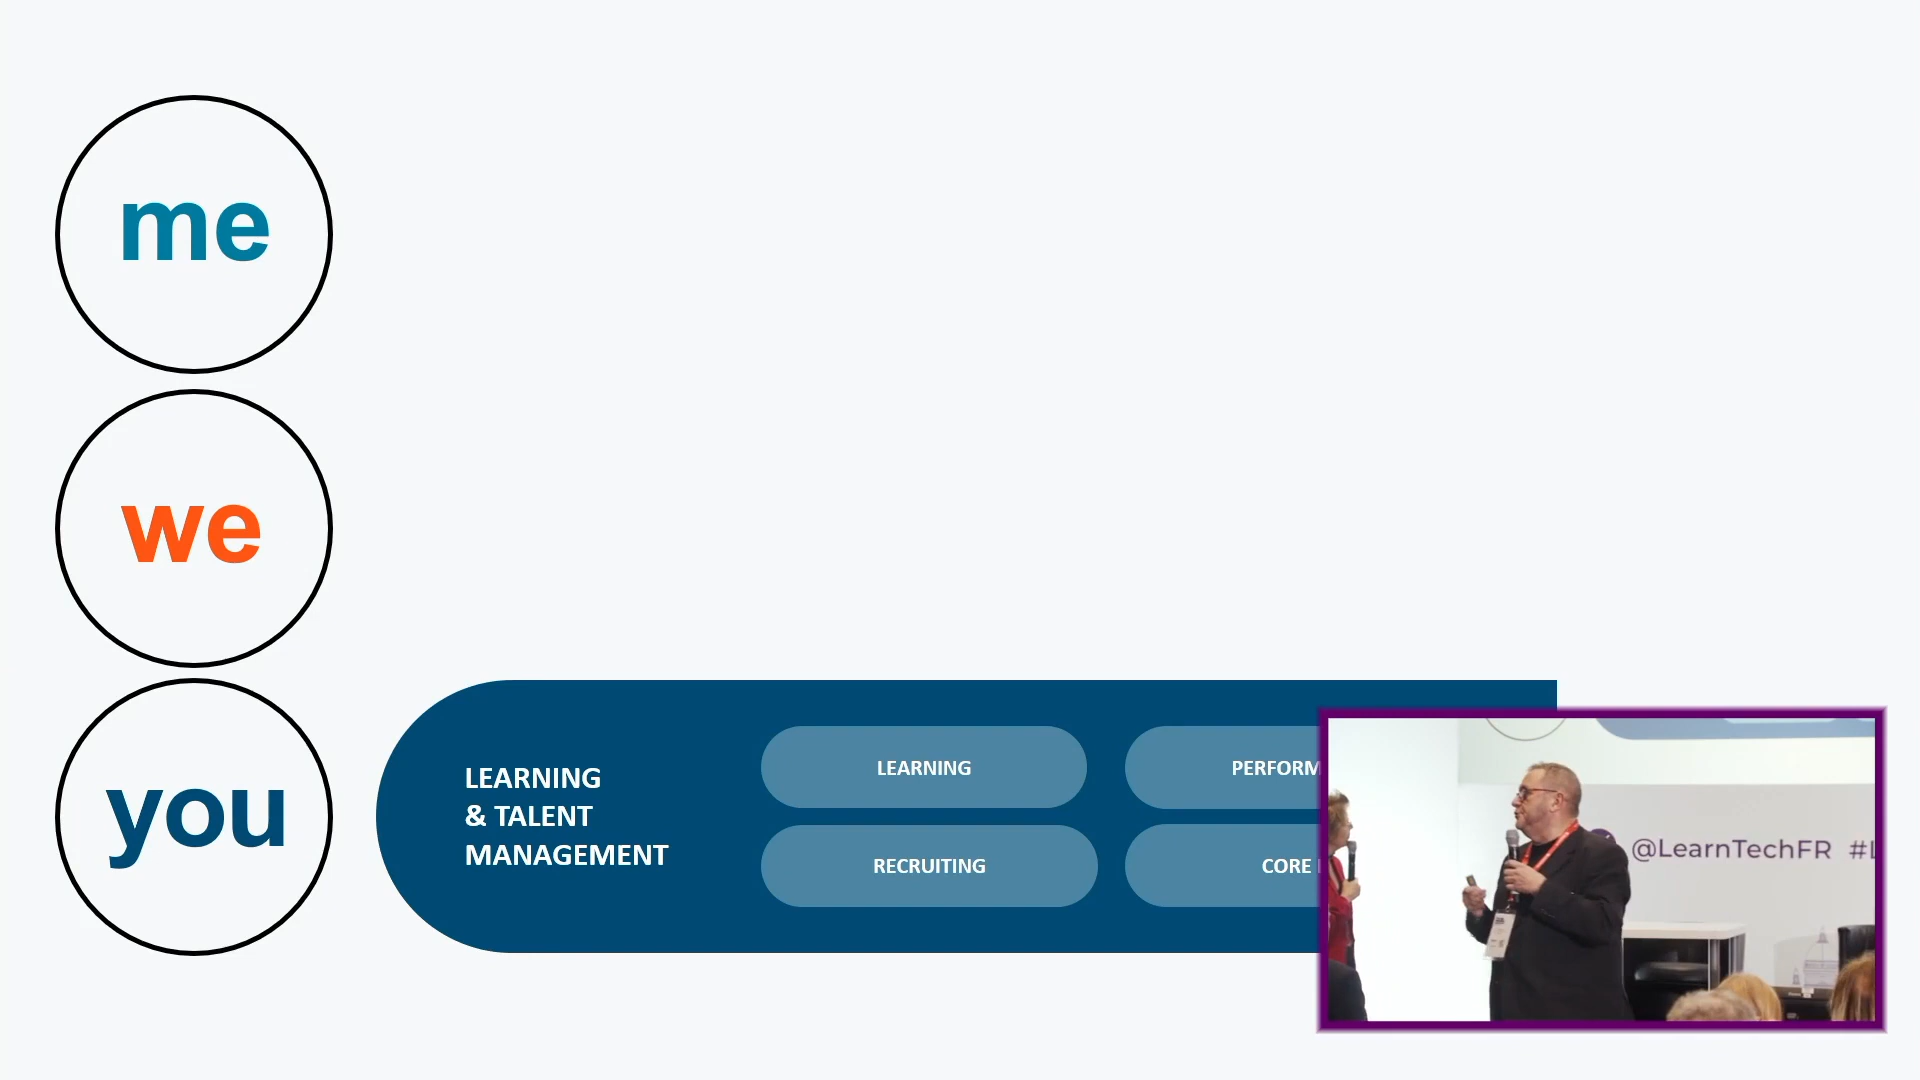 me
we
you
LEARNING
& TALENT
MANAGEMENT
LEARNING
PERFORM
RECRUITING
CORE
@LearnTechFR #L